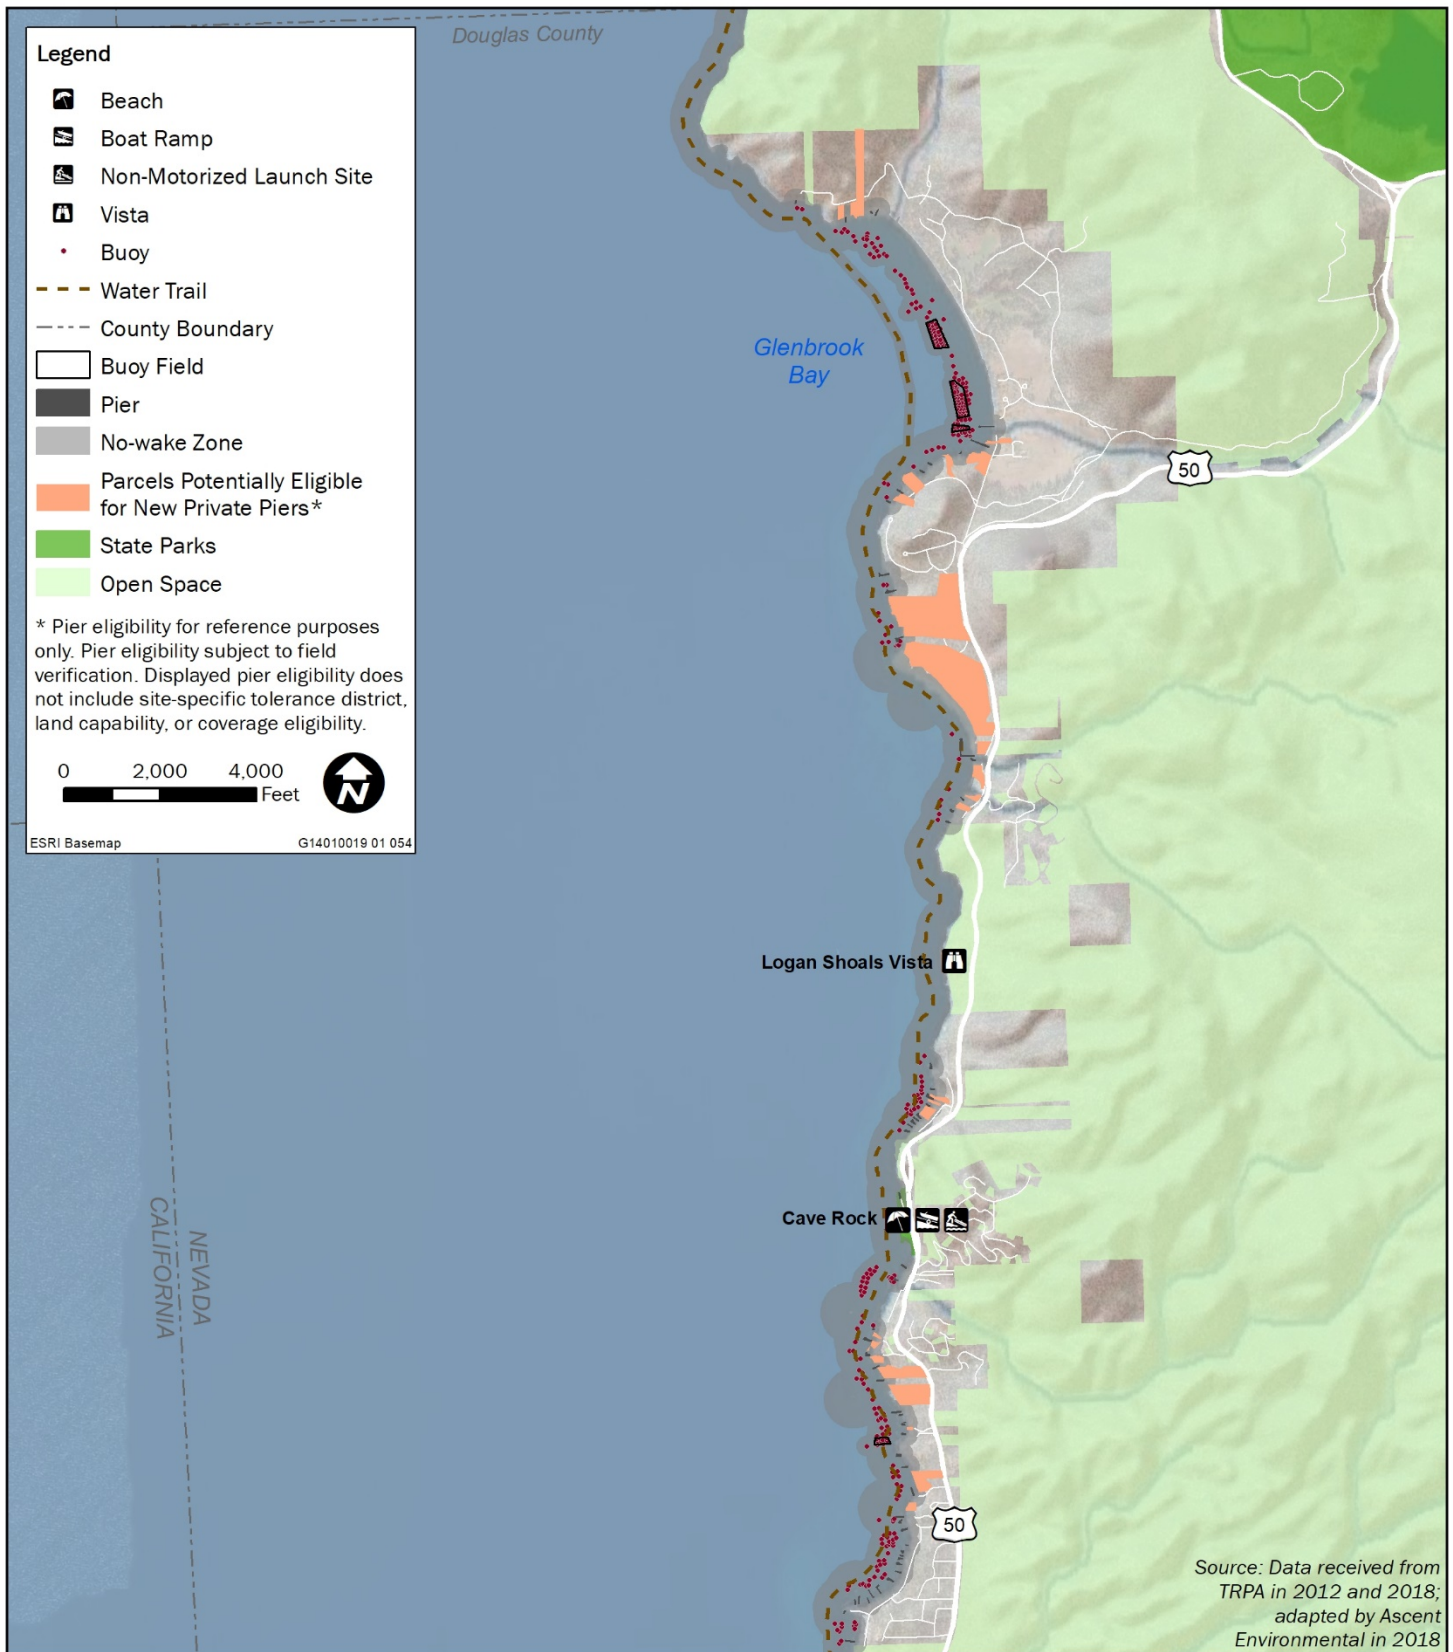 Legend
Beach
Boat Ramp
Non-Motorized Launch Site
Vista
Buoy
Water Trail
County Boundary
Buoy Field
Pier
No-wake Zone
Parcels Potentially Eligible
for New Private Piers*
State Parks
Open Space
* Pier eligibility for reference purposes
only. Pier eligibility subject to field
verification. Displayed pier eligibility does
not include site-specific tolerance district,
land capability, or coverage eligibility.
0 2,000 4,000
Feet
N
ESRI Basemap G14010019 01 054
Douglas County
Glenbrook
Bay
50
Logan Shoals Vista
Cave Rock
CALIFORNIA
NEVADA
50
Source: Data received from
TRPA in 2012 and 2018;
adapted by Ascent
Environmental in 2018